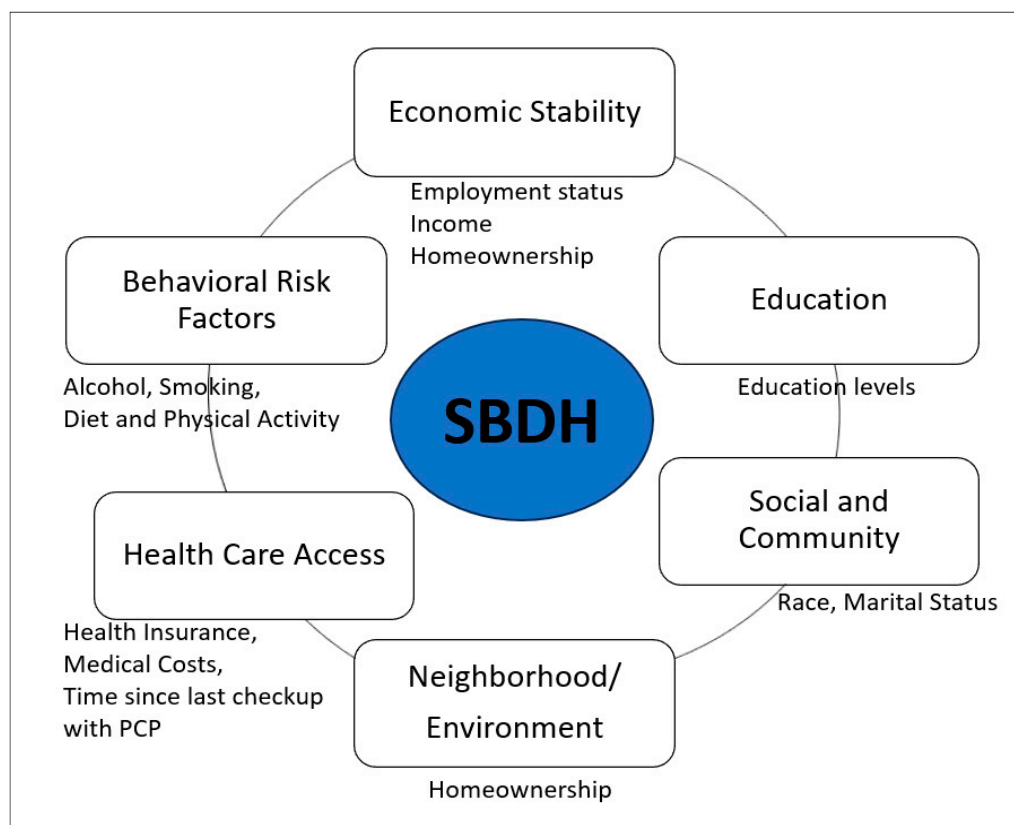 Economic Stability
Employment status
Income
Homeownership
Behavioral Risk
Factors
Alcohol, Smoking,
Diet and Physical Activity
Education
Education levels
SBDH
Social and
Community
Race, Marital Status
Health Care Access
Health Insurance,
Medical Costs,
Time since last checkup
with PCP
Neighborhood/
Environment
Homeownership